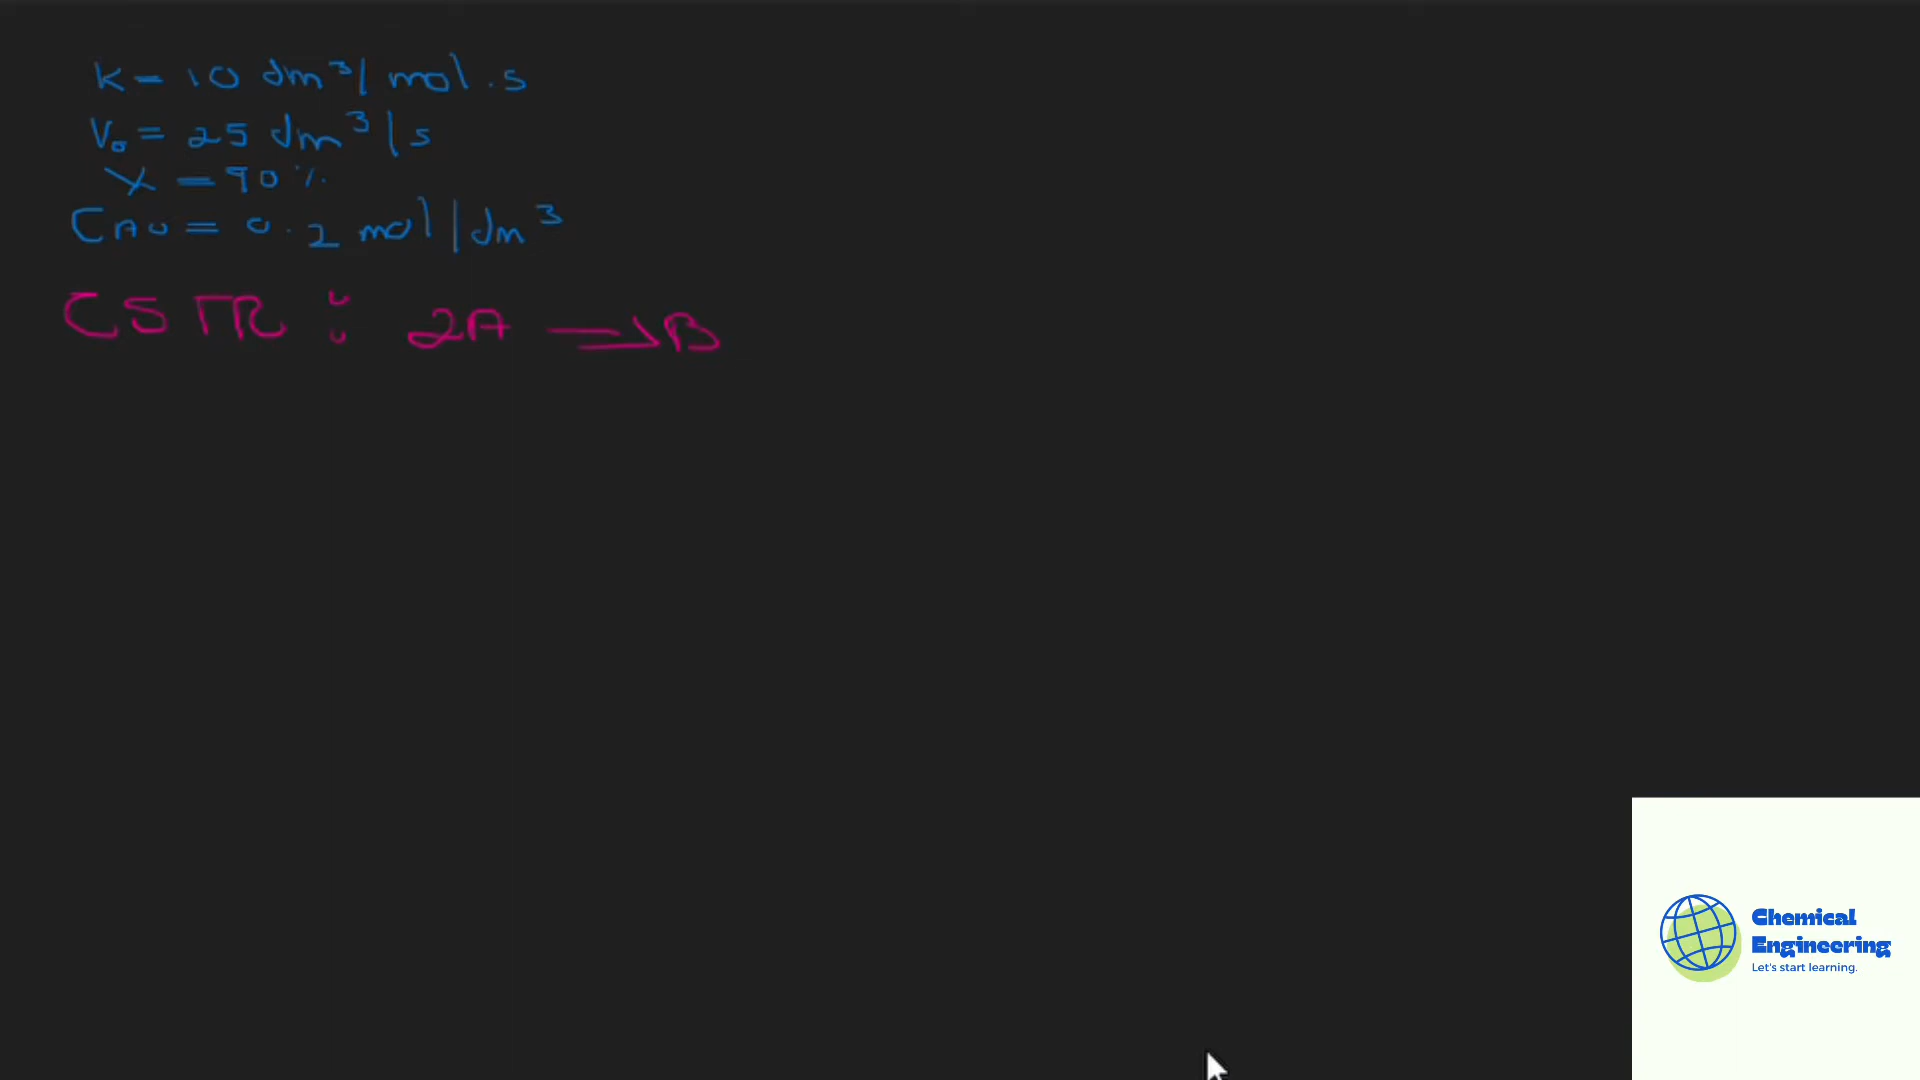 K = 10 dm³/mol.s
V₀ = 25 dm³/s
X = 90%
CA0 = 0.2 mol/dm³
CSTR : 2A → B
Chemical
Engineering
Let's start learning.